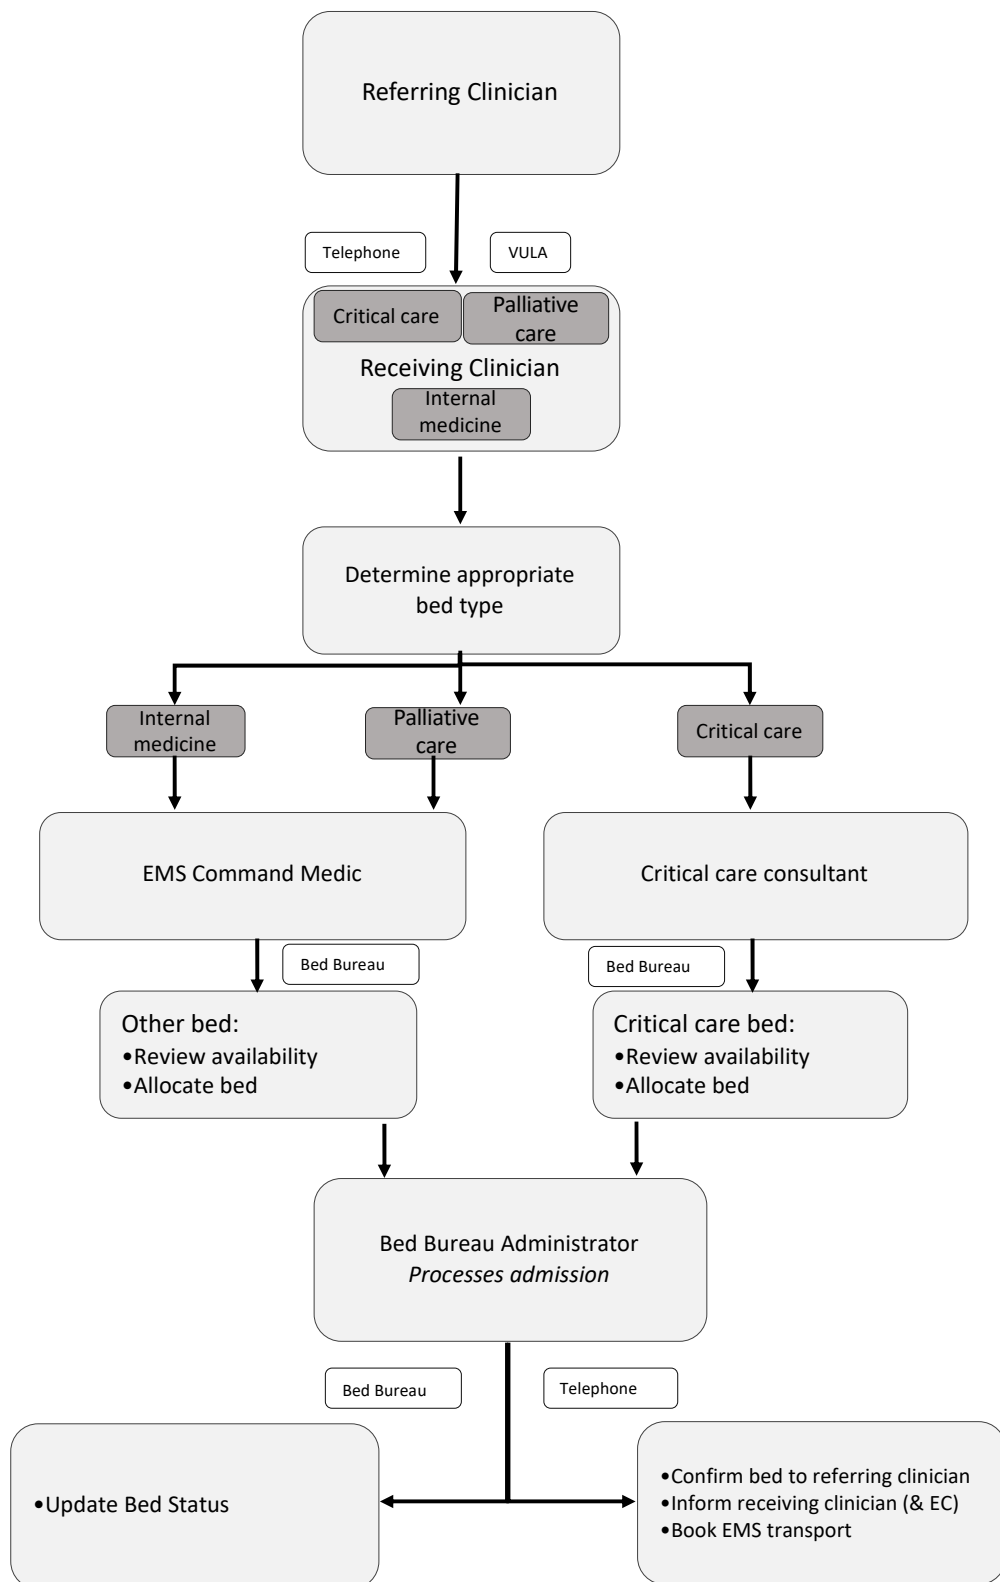 Referring Clinician
Telephone
VULA
Critical care
Palliative
care
Receiving Clinician
Internal
medicine
Determine appropriate
bed type
Internal
medicine
Palliative
care
Critical care
EMS Command Medic
Critical care consultant
Bed Bureau
Bed Bureau
Other bed:
•Review availability
•Allocate bed
Critical care bed:
•Review availability
•Allocate bed
Bed Bureau Administrator
Processes admission
Bed Bureau
Telephone
•Update Bed Status
•Confirm bed to referring clinician
•Inform receiving clinician (& EC)
•Book EMS transport